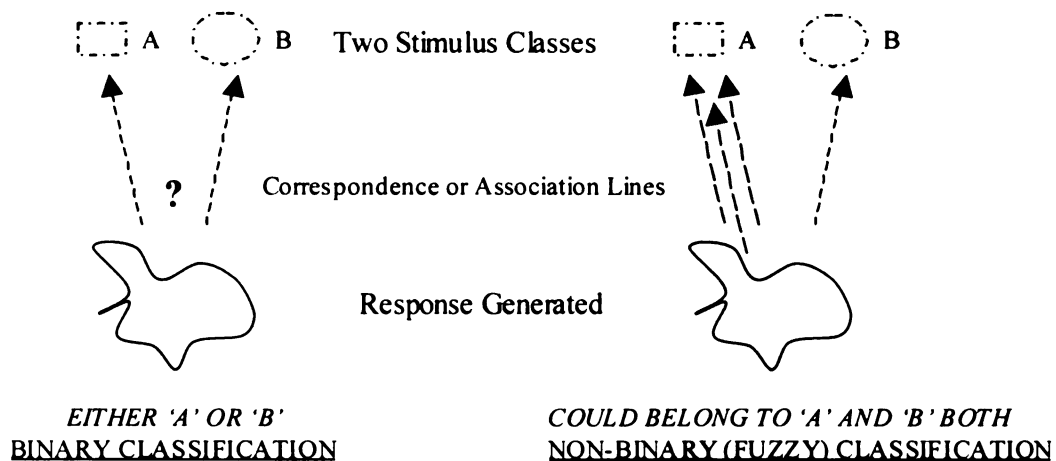 A B Two Stimulus Classes A B
? Correspondence or Association Lines
Response Generated
EITHER ‘A’ OR ‘B’ COULD BELONG TO ‘A’ AND ‘B’ BOTH
BINARY CLASSIFICATION NON-BINARY (FUZZY) CLASSIFICATION